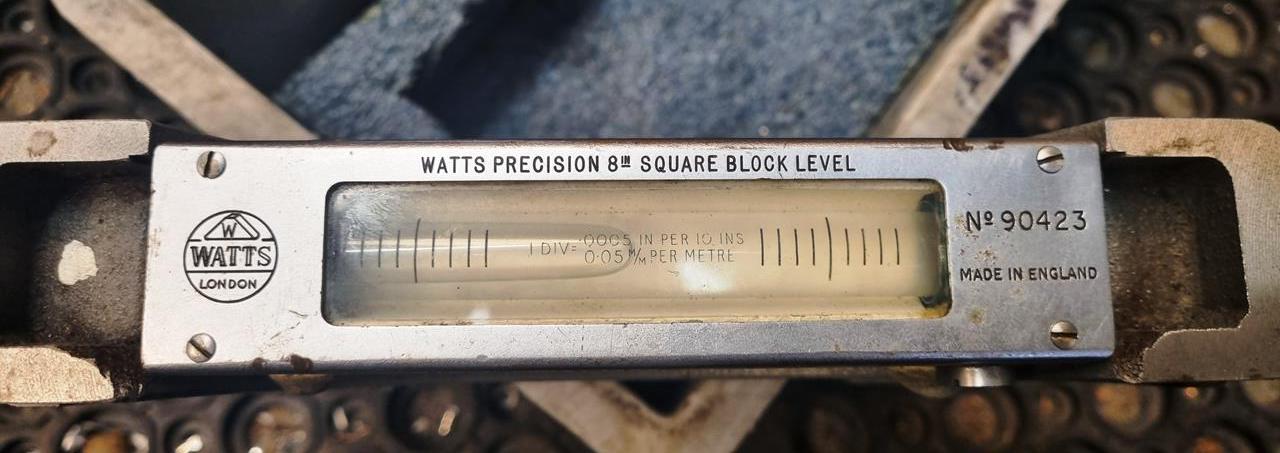 WATTS PRECISION 8IN SQUARE BLOCK LEVEL
W
WATTS
LONDON
1 DIV= ·0005 IN PER 10 INS
0·05 M/M PER METRE
Nº 90423
MADE IN ENGLAND